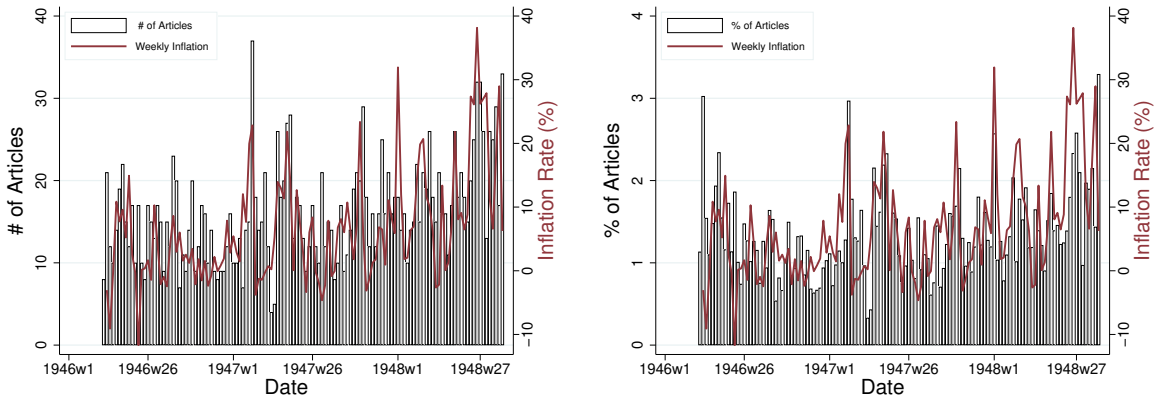 # of Articles
Weekly Inflation
40
30
20
10
0
# of Articles
40
30
20
10
0
−10
Inflation Rate (%)
1946w1
1946w26
1947w1
1947w26
1948w1
1948w27
Date
% of Articles
Weekly Inflation
4
3
2
1
0
% of Articles
40
30
20
10
0
−10
Inflation Rate (%)
1946w1
1946w26
1947w1
1947w26
1948w1
1948w27
Date